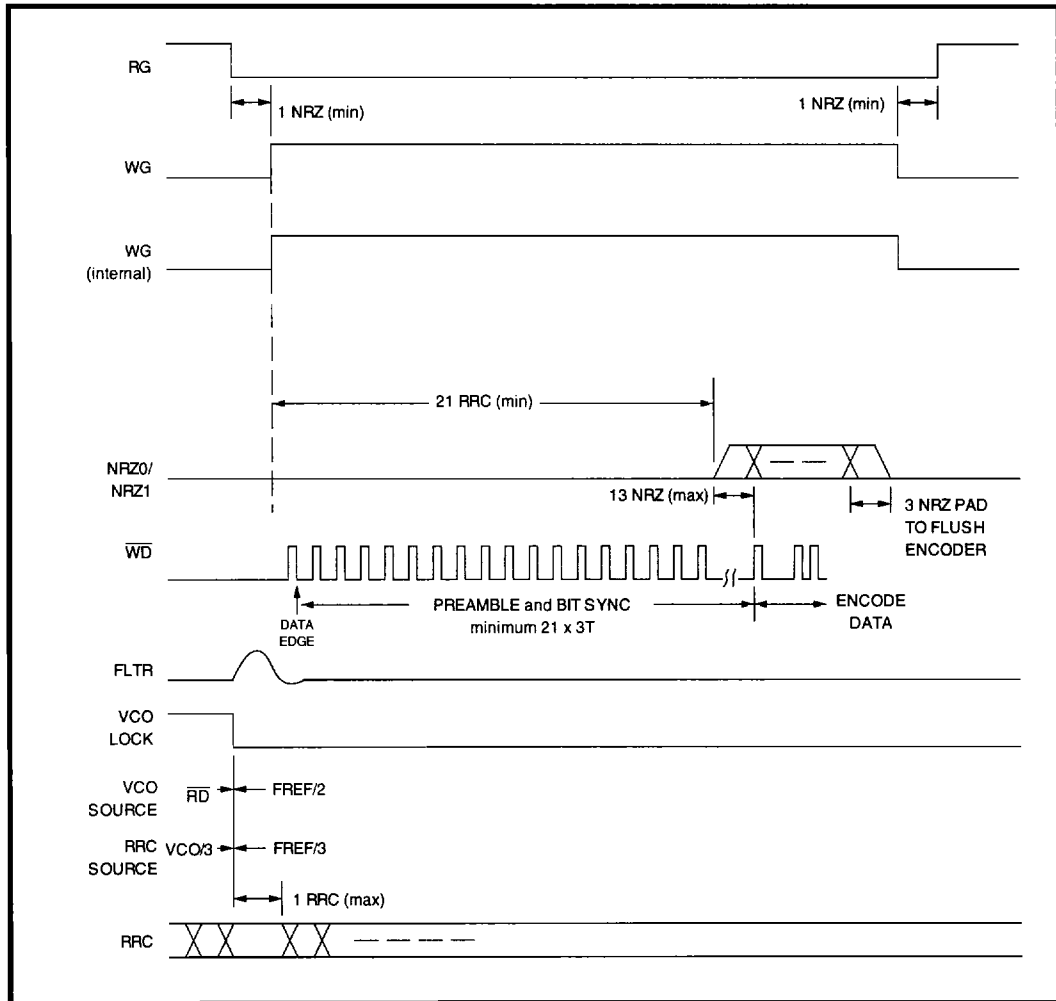 RG
1 NRZ (min)
1 NRZ (min)
WG
WG
(internal)
21 RRC (min)
NRZ0/
NRZ1
13 NRZ (max)
3 NRZ PAD
TO FLUSH
ENCODER
WD
PREAMBLE and BIT SYNC
minimum 21 x 3T
ENCODE
DATA
DATA
EDGE
FLTR
VCO
LOCK
VCO
SOURCE
RD
FREF/2
RRC
SOURCE
VCO/3
FREF/3
1 RRC (max)
RRC